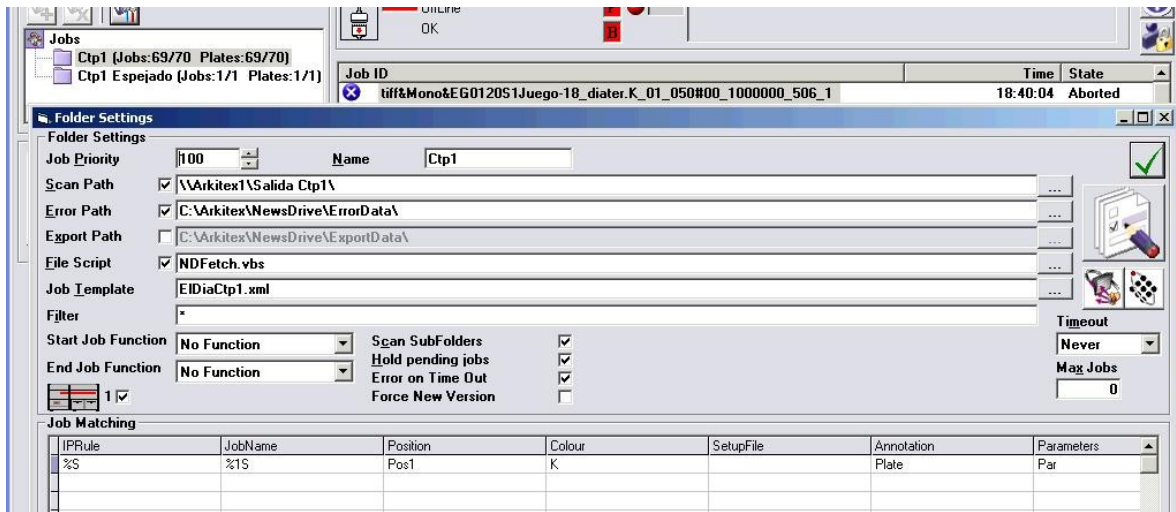 OffLine
OK
F
B
Jobs
Ctp1 (Jobs:69/70 Plates:69/70)
Ctp1 Espejado (Jobs:1/1 Plates:1/1)
Job ID Time State
tiff&Mono&EG0120S1Juego-18_diater.K_01_050#00_1000000_506_1 18:40:04 Aborted
Folder Settings
Folder Settings
Job Priority 100 Name Ctp1
Scan Path \\Arkitex1\Salida Ctp1\ ...
Error Path C:\Arkitex\NewsDrive\ErrorData\ ...
Export Path C:\Arkitex\NewsDrive\ExportData\ ...
File Script NDFetch.vbs ...
Job Template ElDiaCtp1.xml ...
Filter *
Timeout
Start Job Function No Function Scan SubFolders Never
Hold pending jobs
End Job Function No Function Error on Time Out Max Jobs
1 Force New Version 0
Job Matching
IPRule JobName Position Colour SetupFile Annotation Parameters
%S %1S Pos1 K Plate Par